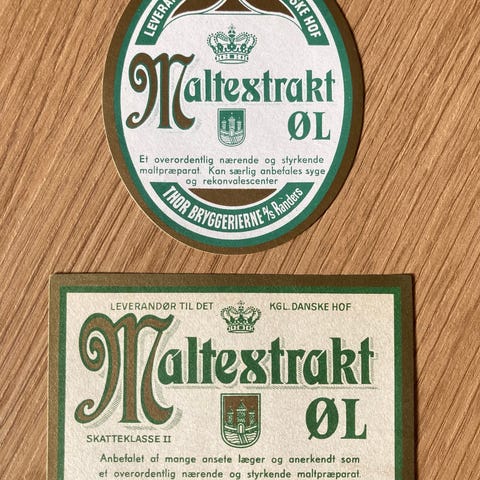 LEVERAN
SKE HOF
Maltextrakt
ØL
Et overordentlig nærende og styrkende
maltpræparat. Kan særlig anbefales syge
og rekonvalescenter
THOR BRYGGERIERNE A/S Randers
LEVERANDØR TIL DET KGL. DANSKE HOF
Maltextrakt
ØL
SKATTEKLASSE II
Anbefalet af mange ansete læger og anerkendt som
et overordentlig nærende og styrkende maltpræparat.